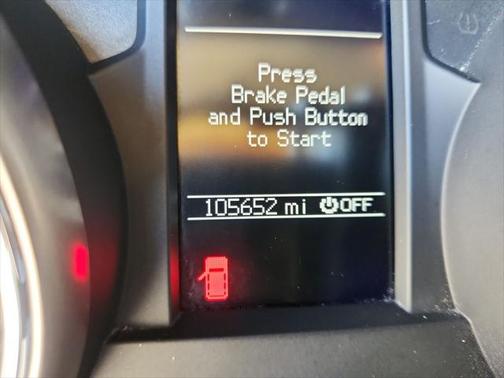 Press
Brake Pedal
and Push Button
to Start
105652 mi OFF